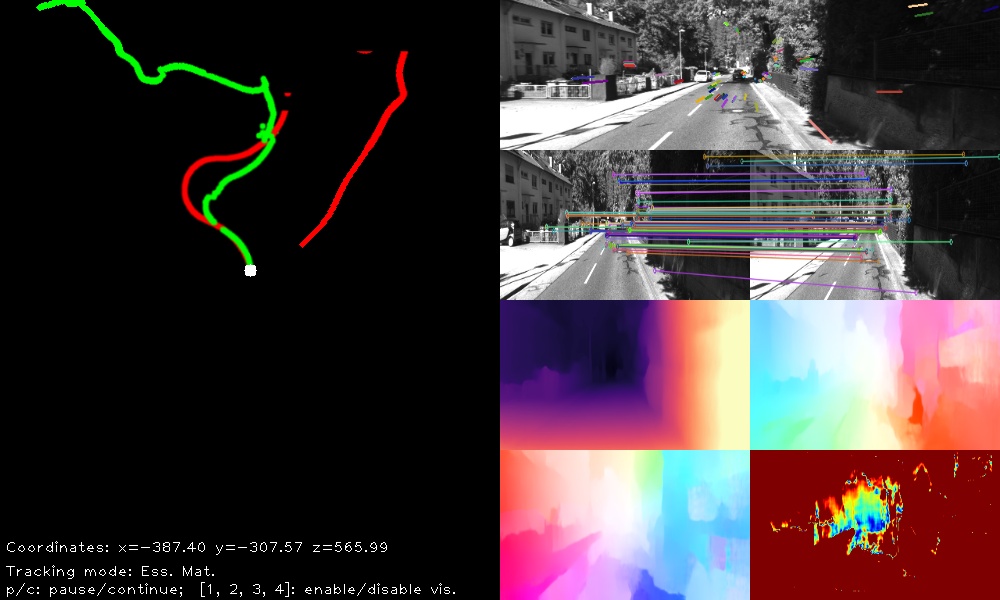 Coordinates: x=−387.40 y=−307.57 z=565.99
Tracking mode: Ess. Mat.
p/c: pause/continue;  [1, 2, 3, 4]: enable/disable vis.